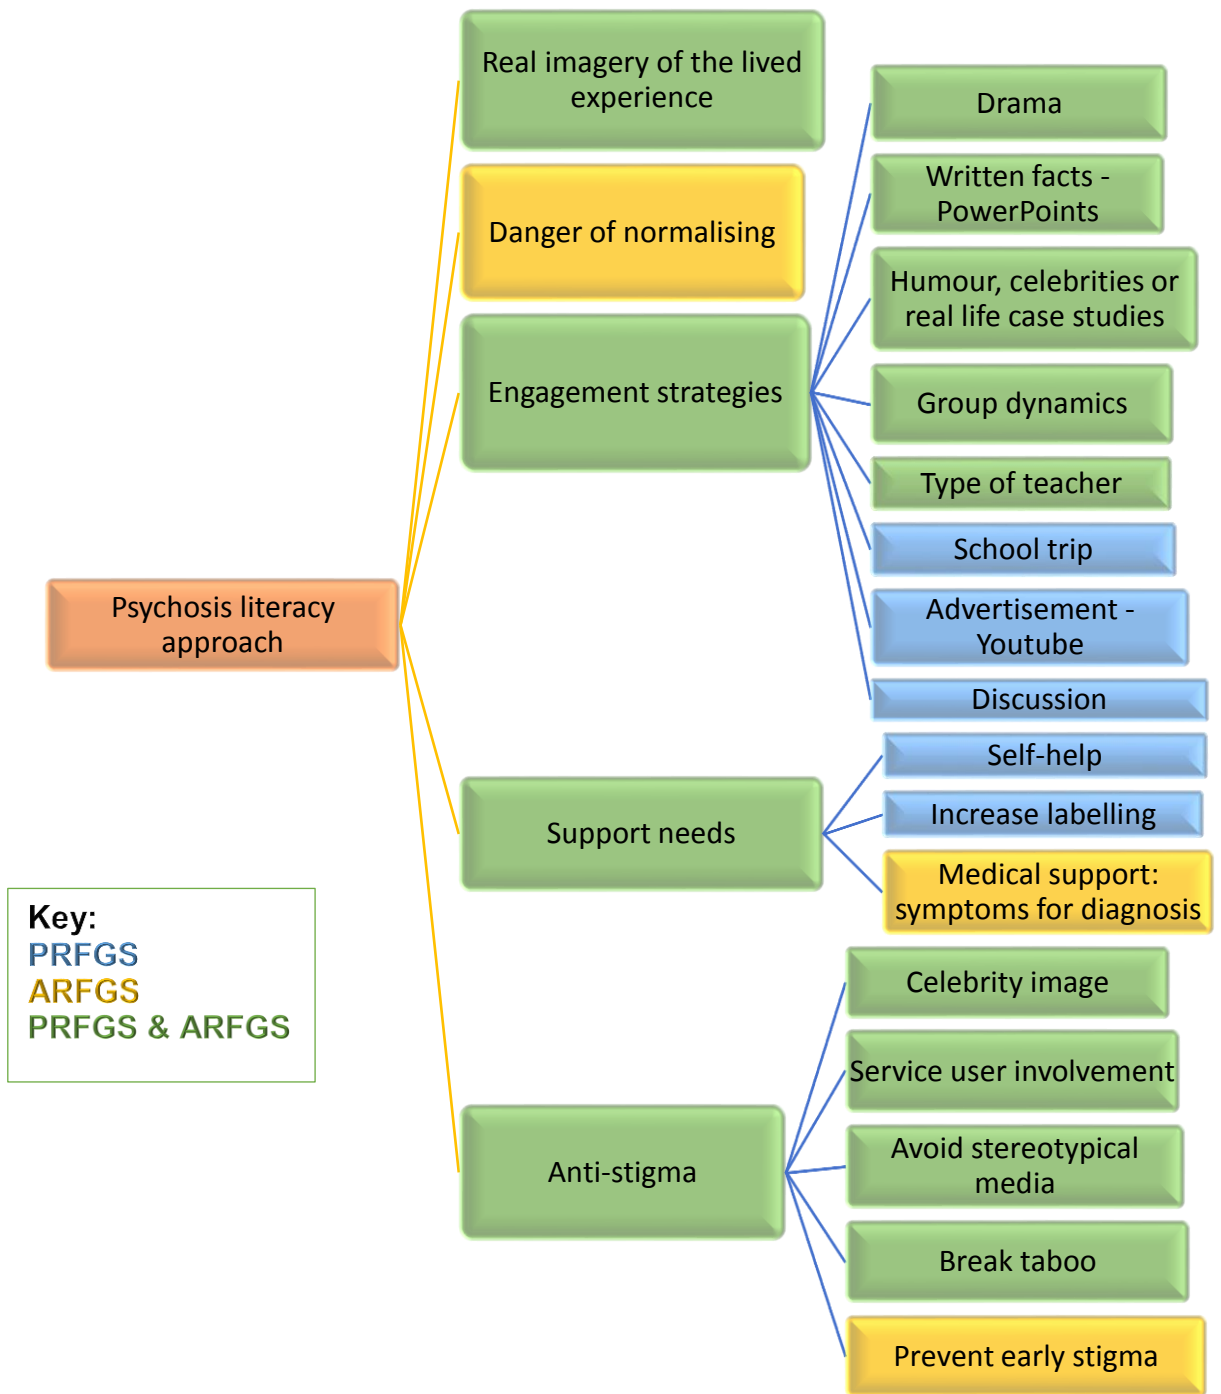 Real imagery of the lived
experience
Danger of normalising
Engagement strategies
Drama
Written facts -
PowerPoints
Humour, celebrities or
real life case studies
Group dynamics
Type of teacher
School trip
Advertisement -
Youtube
Discussion
Psychosis literacy
approach
Support needs
Self-help
Increase labelling
Medical support:
symptoms for diagnosis
Anti-stigma
Celebrity image
Service user involvement
Avoid stereotypical
media
Break taboo
Prevent early stigma
Key:
PRFGS
ARFGS
PRFGS & ARFGS